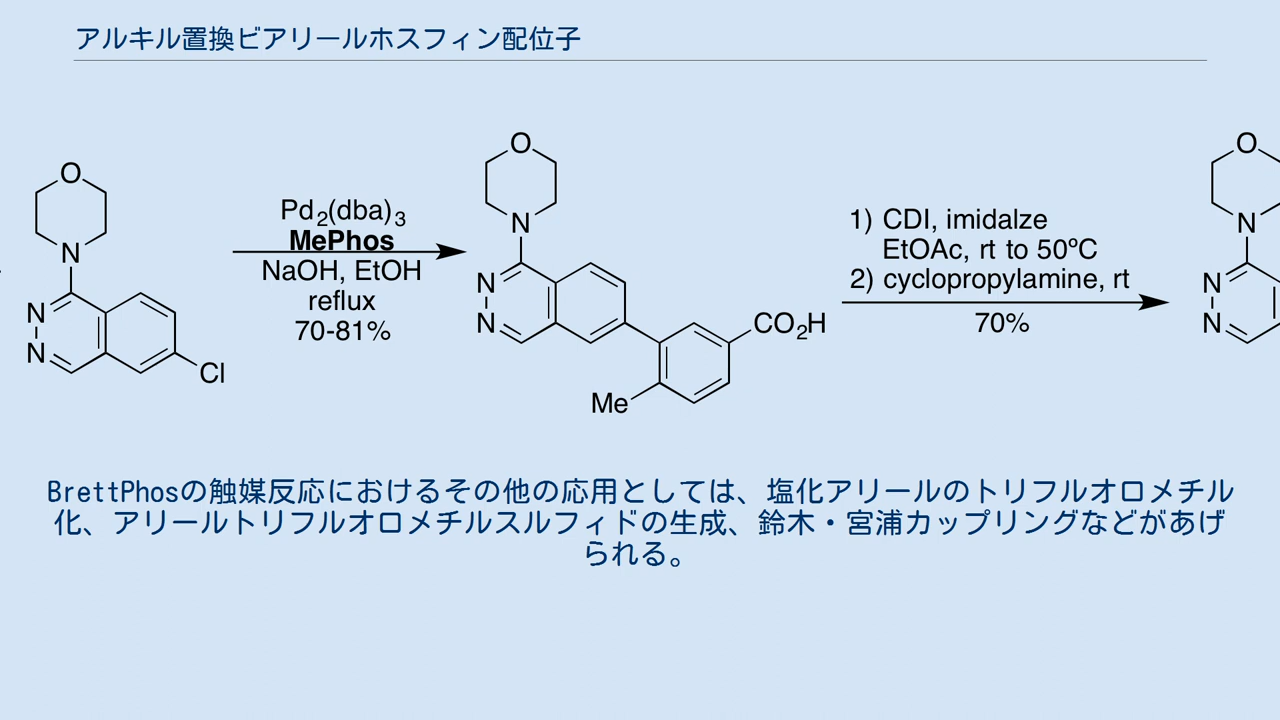 アルキル置換ビアリールホスフィン配位子
O
N
N
N
Cl
Pd2(dba)3
MePhos
NaOH, EtOH
reflux
70-81%
O
N
N
N
Me
CO2H
1) CDI, imidalze
EtOAc, rt to 50ºC
2) cyclopropylamine, rt
70%
O
N
N
N
BrettPhosの触媒反応におけるその他の応用としては、塩化アリールのトリフルオロメチル
化、アリールトリフルオロメチルスルフィドの生成、鈴木・宮浦カップリングなどがあげ
られる。